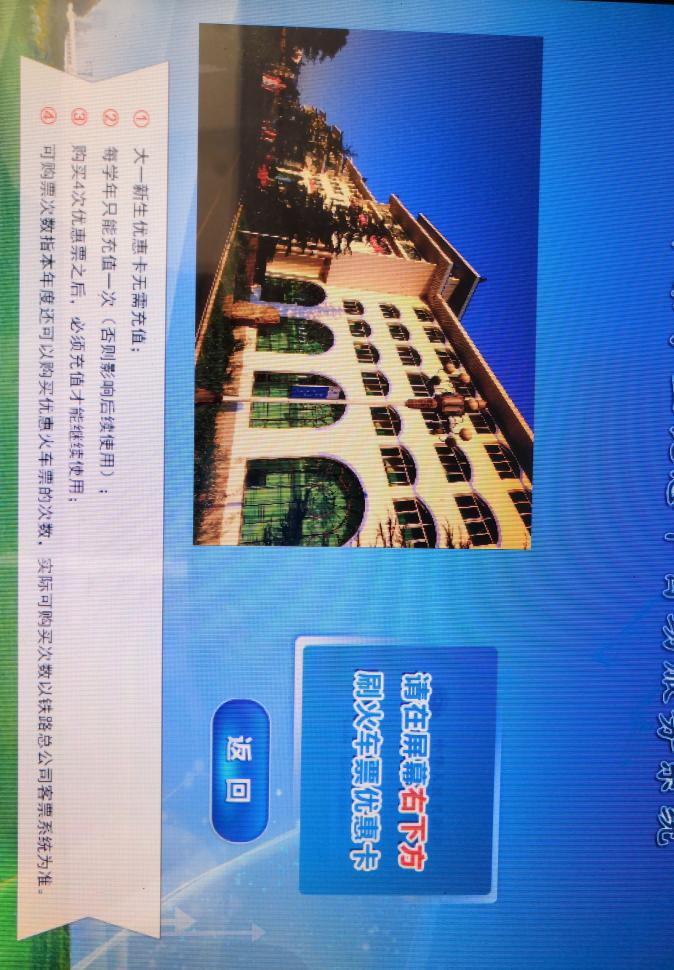 请在屏幕右下方
刷火车票优惠卡
返回
① 大一新生优惠卡无需充值；
② 每学年只能充值一次（否则影响后续使用）；
③ 购买4次优惠票之后，必须充值才能继续使用；
④ 可购票次数指本年度还可以购买优惠火车票的次数，实际可购买次数以铁路总公司客票系统为准。